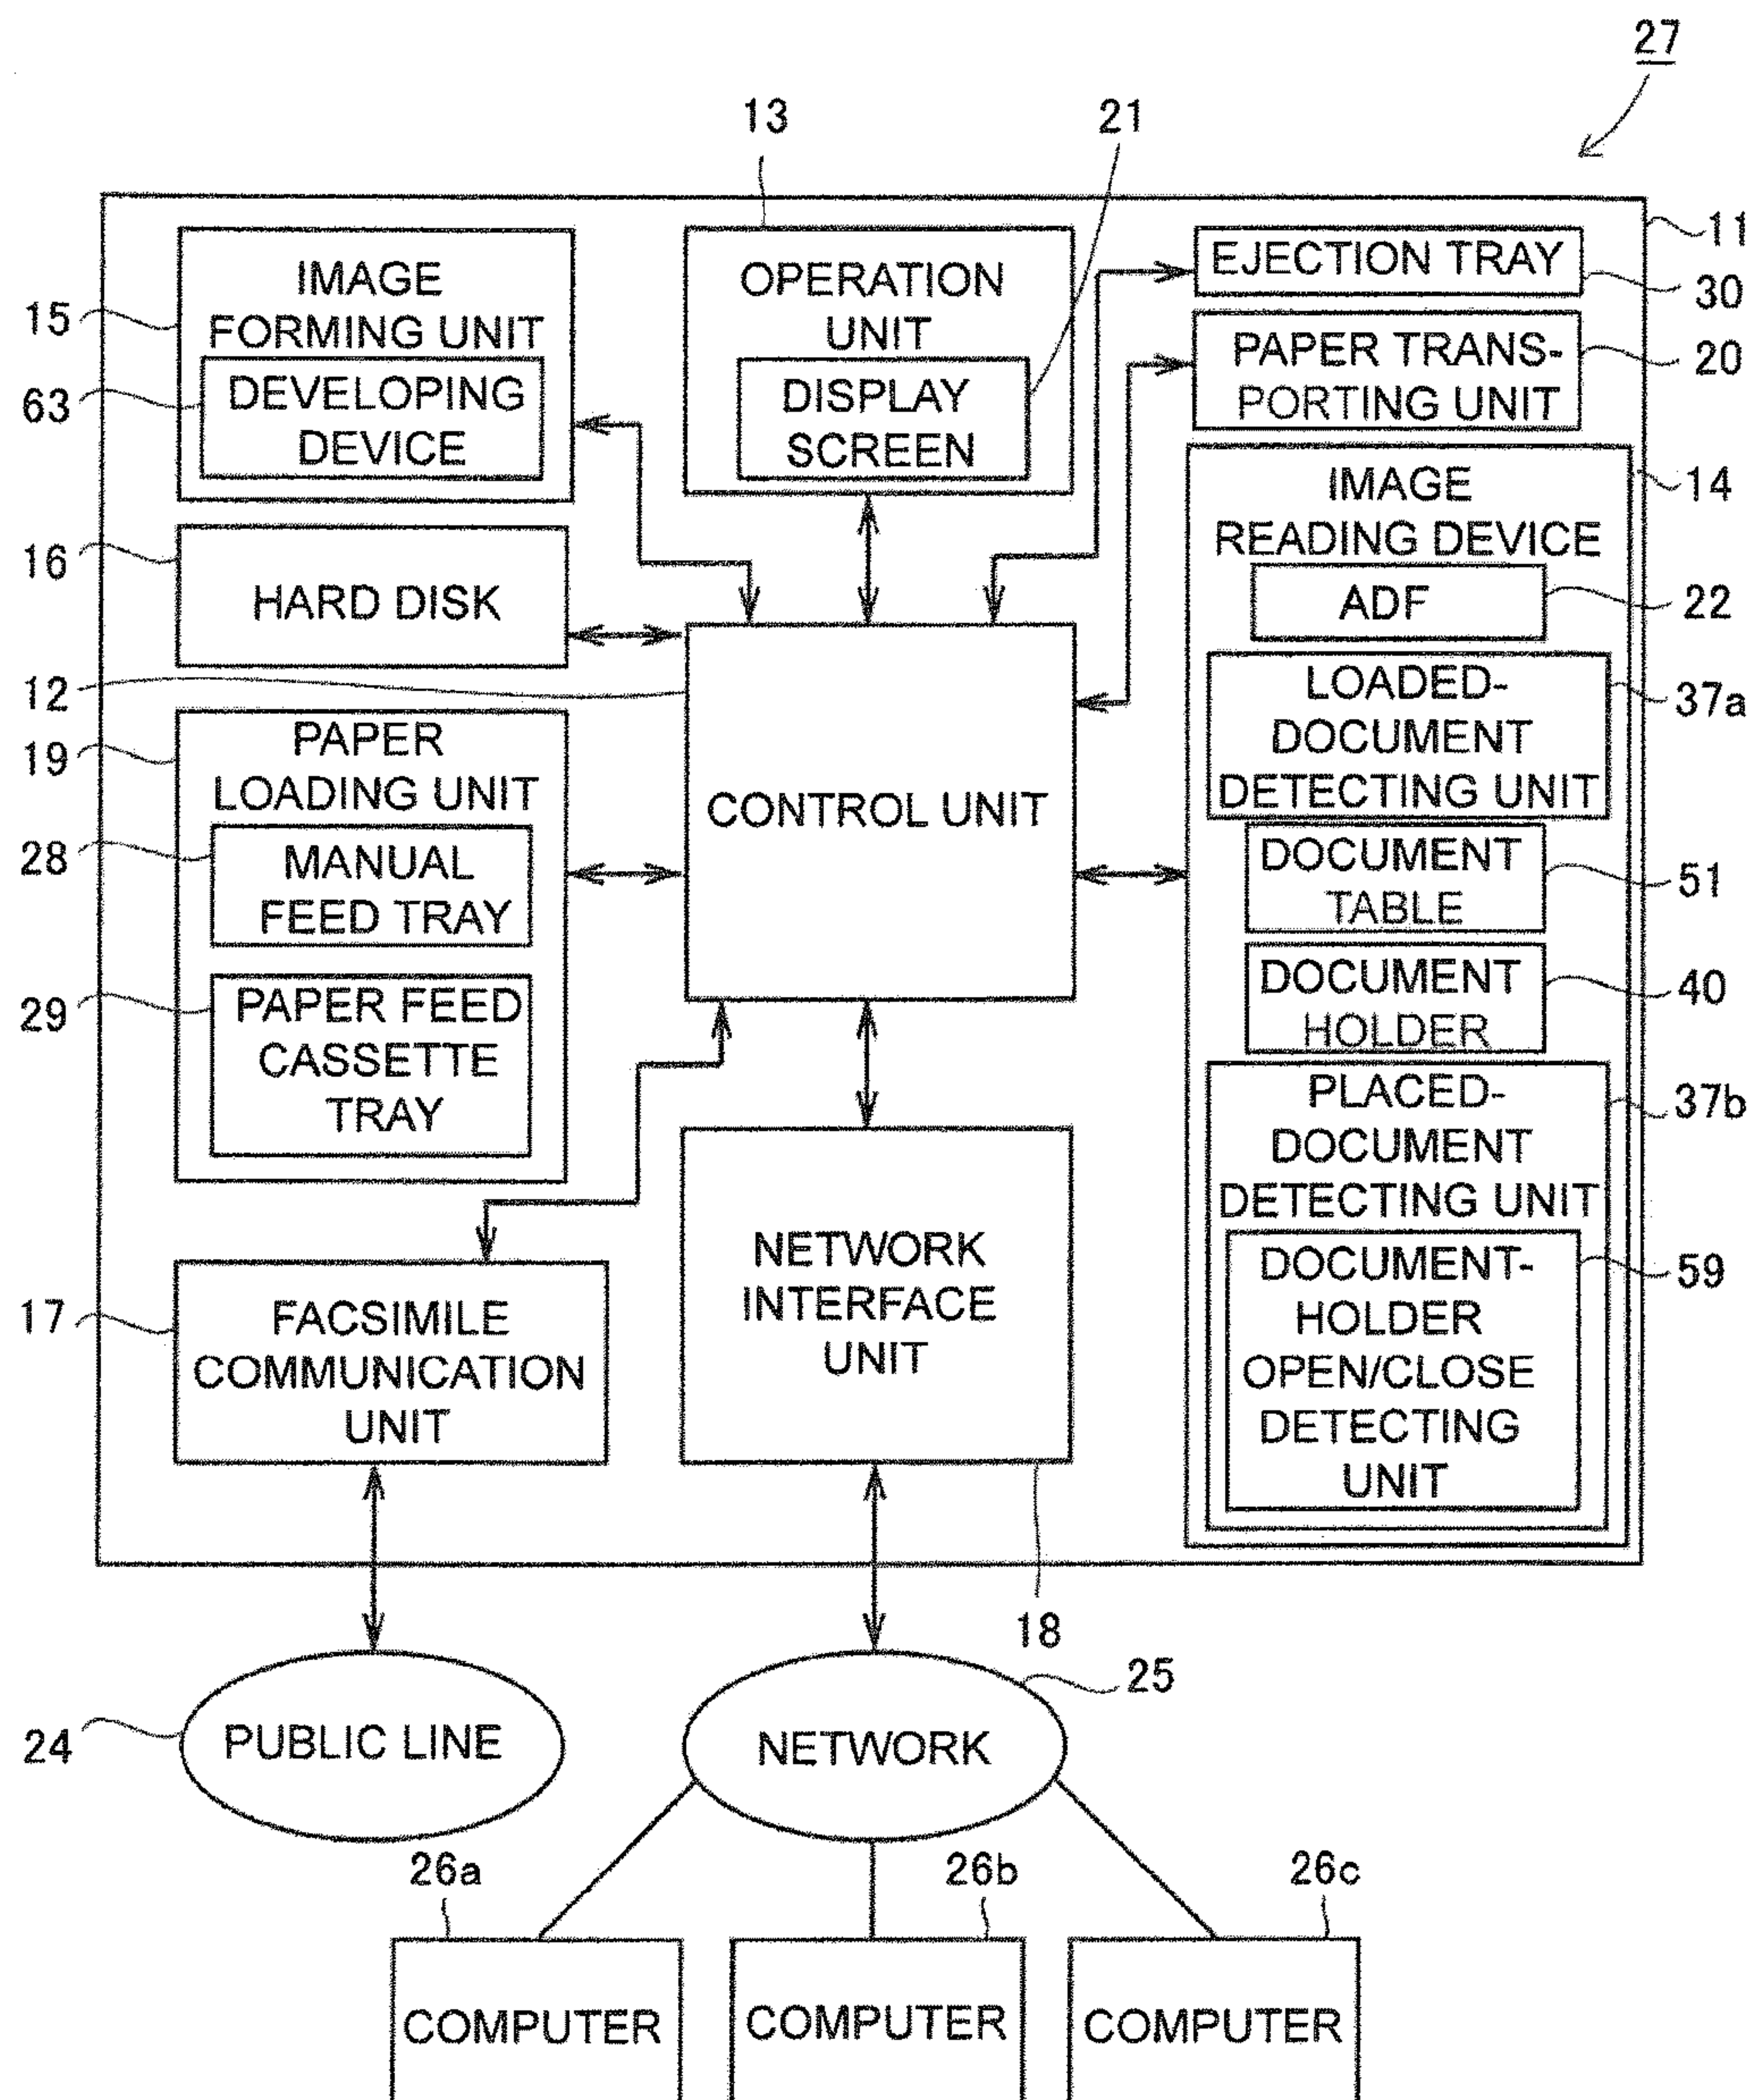 27
13
21
11
IMAGE
FORMING UNIT
15
DEVELOPING
DEVICE
63
OPERATION
UNIT
DISPLAY
SCREEN
EJECTION TRAY
30
PAPER TRANS-
PORTING UNIT
20
IMAGE
READING DEVICE
14
ADF
22
LOADED-
DOCUMENT
DETECTING UNIT
37a
DOCUMENT
TABLE
51
DOCUMENT
HOLDER
40
PLACED-
DOCUMENT
DETECTING UNIT
37b
DOCUMENT-
HOLDER
OPEN/CLOSE
DETECTING
UNIT
59
16
HARD DISK
12
CONTROL UNIT
19
PAPER
LOADING UNIT
28
MANUAL
FEED TRAY
29
PAPER FEED
CASSETTE
TRAY
17
FACSIMILE
COMMUNICATION
UNIT
NETWORK
INTERFACE
UNIT
18
24
PUBLIC LINE
25
NETWORK
26a
26b
26c
COMPUTER
COMPUTER
COMPUTER